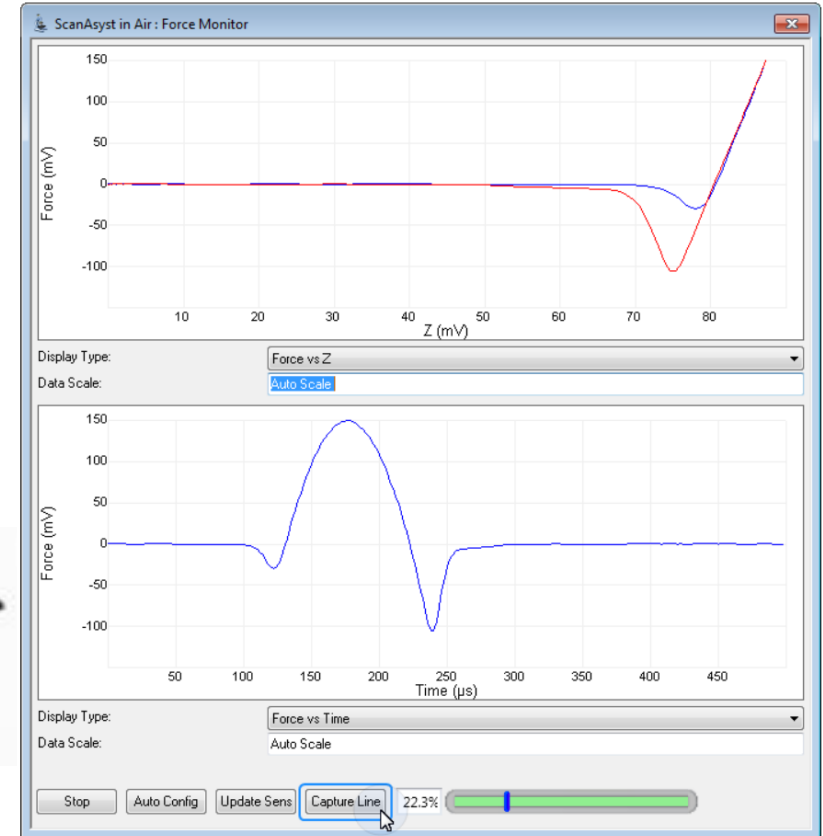 ScanAsyst in Air : Force Monitor
150
100
50
0
-50
-100
Force (mV)
10 20 30 40 50 60 70 80
Z (mV)
Display Type: Force vs Z
Data Scale: Auto Scale
150
100
50
0
-50
-100
Force (mV)
50 100 150 200 250 300 350 400 450
Time (µs)
Display Type: Force vs Time
Data Scale: Auto Scale
Stop Auto Config Update Sens Capture Line 22.3%